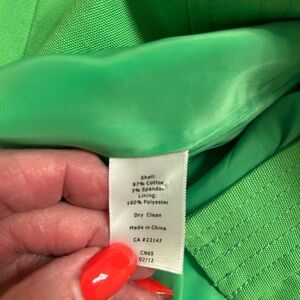 Shell:
97% Cotton
3% Spandex
Lining:
100% Polyester
Dry Clean
Made in China
CA #23147
CN65
02/12